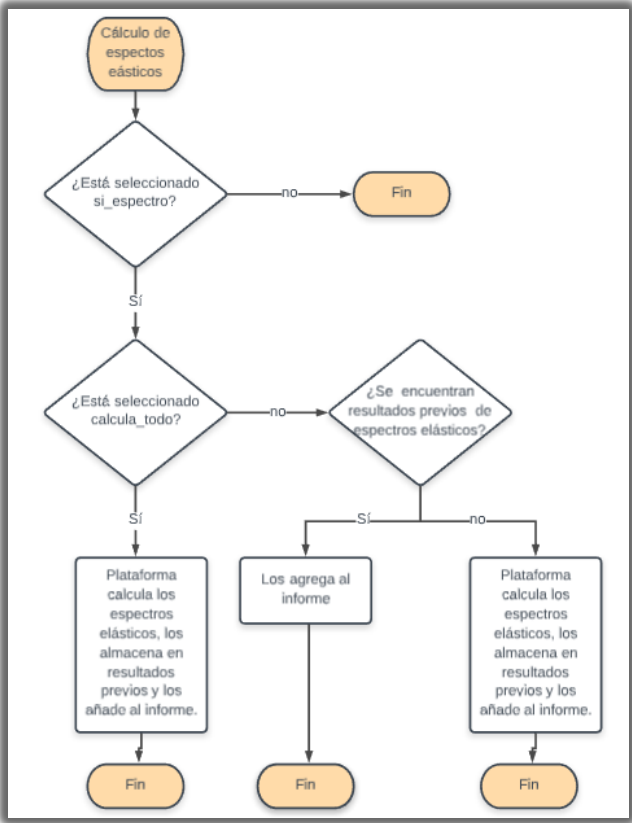 Cálculo de
espectos
eásticos
¿Está seleccionado
si_espectro?
no
Fin
Sí
¿Está seleccionado
calcula_todo?
no
¿Se encuentran
resultados previos de
espectros elásticos?
Sí
Sí
no
Plataforma
calcula los
espectros
elásticos, los
almacena en
resultados
previos y los
añade al informe.
Los agrega al
informe
Plataforma
calcula los
espectros
elásticos, los
almacena en
resultados
previos y los
añade al informe.
Fin
Fin
Fin